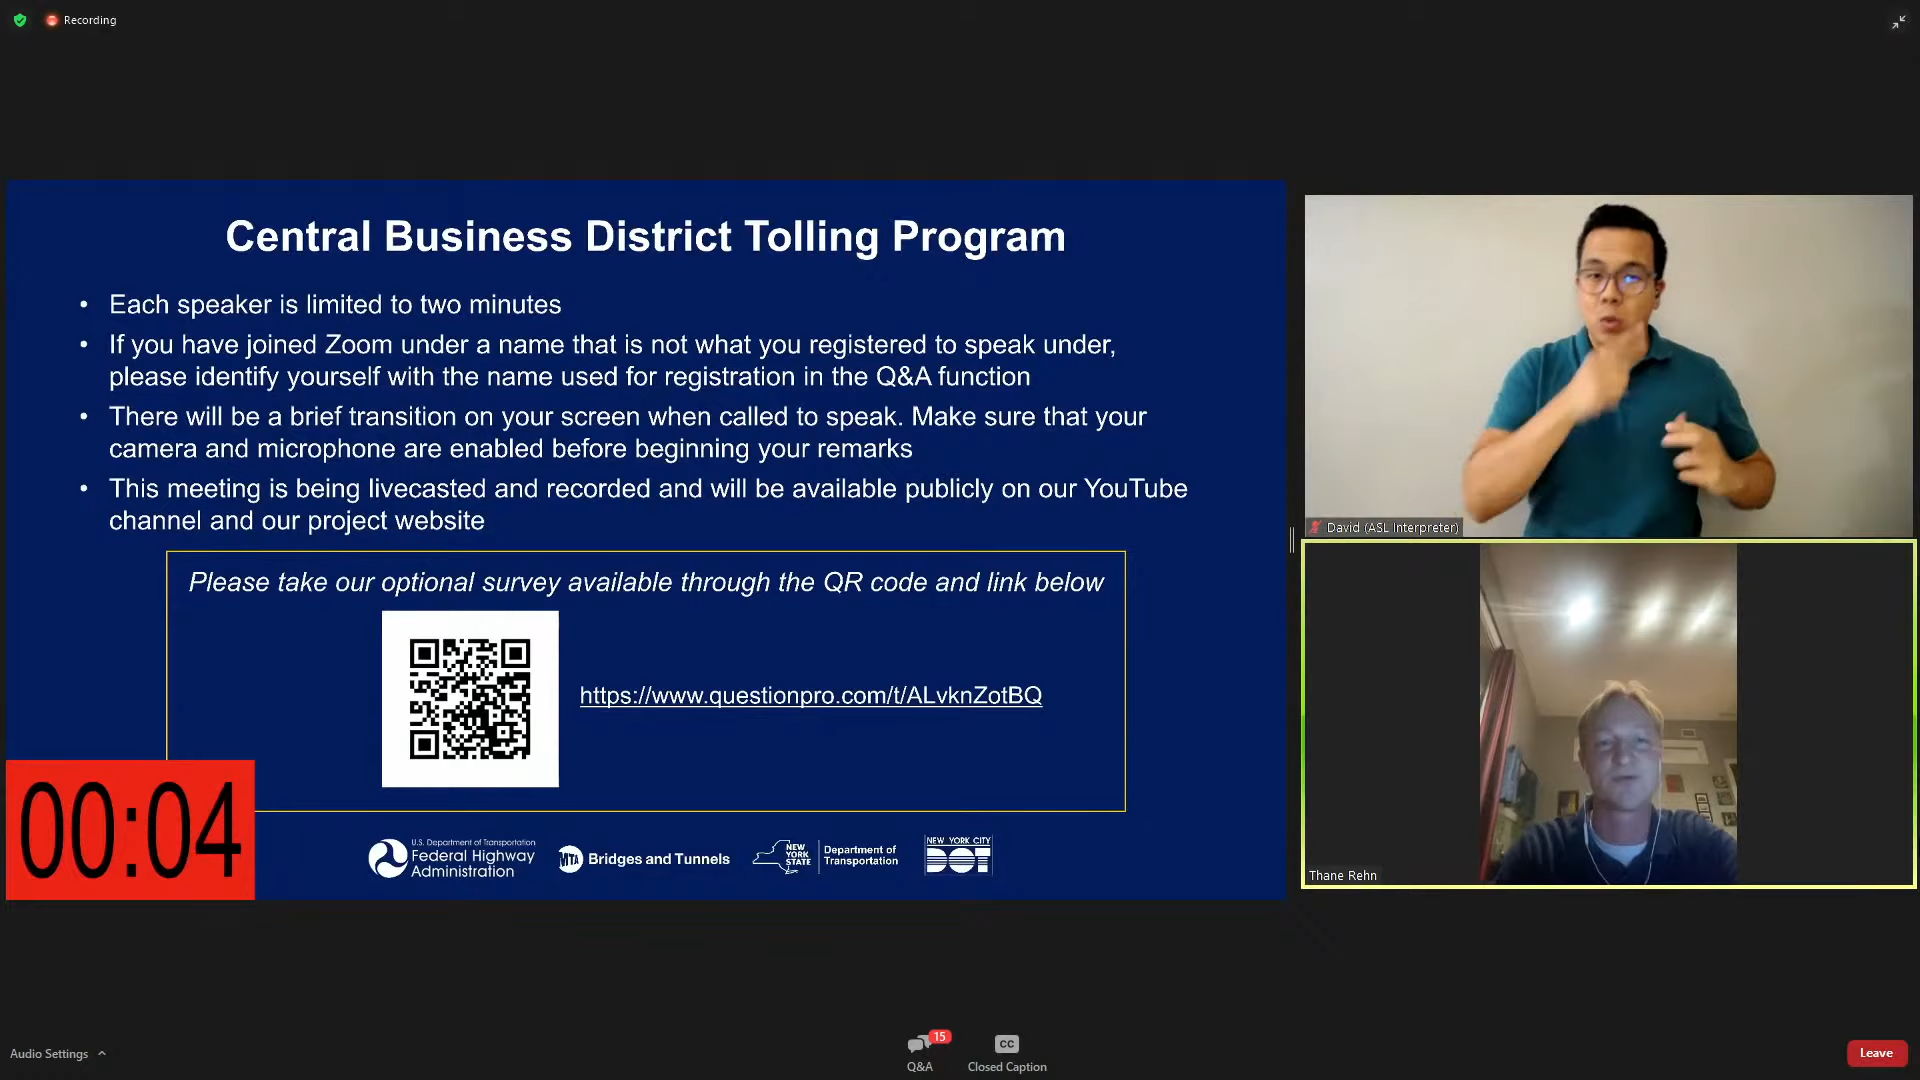 Recording
Central Business District Tolling Program
• Each speaker is limited to two minutes
• If you have joined Zoom under a name that is not what you registered to speak under,
please identify yourself with the name used for registration in the Q&A function
• There will be a brief transition on your screen when called to speak. Make sure that your
camera and microphone are enabled before beginning your remarks
• This meeting is being livecasted and recorded and will be available publicly on our YouTube
channel and our project website
Please take our optional survey available through the QR code and link below
https://www.questionpro.com/t/ALvknZotBQ
00:04
U.S. Department of Transportation
Federal Highway
Administration
MTA Bridges and Tunnels
NEW
YORK
STATE
Department of
Transportation
NEW YORK CITY
DOT
David (ASL Interpreter)
Thane Rehn
Audio Settings
15
Q&A
CC
Closed Caption
Leave